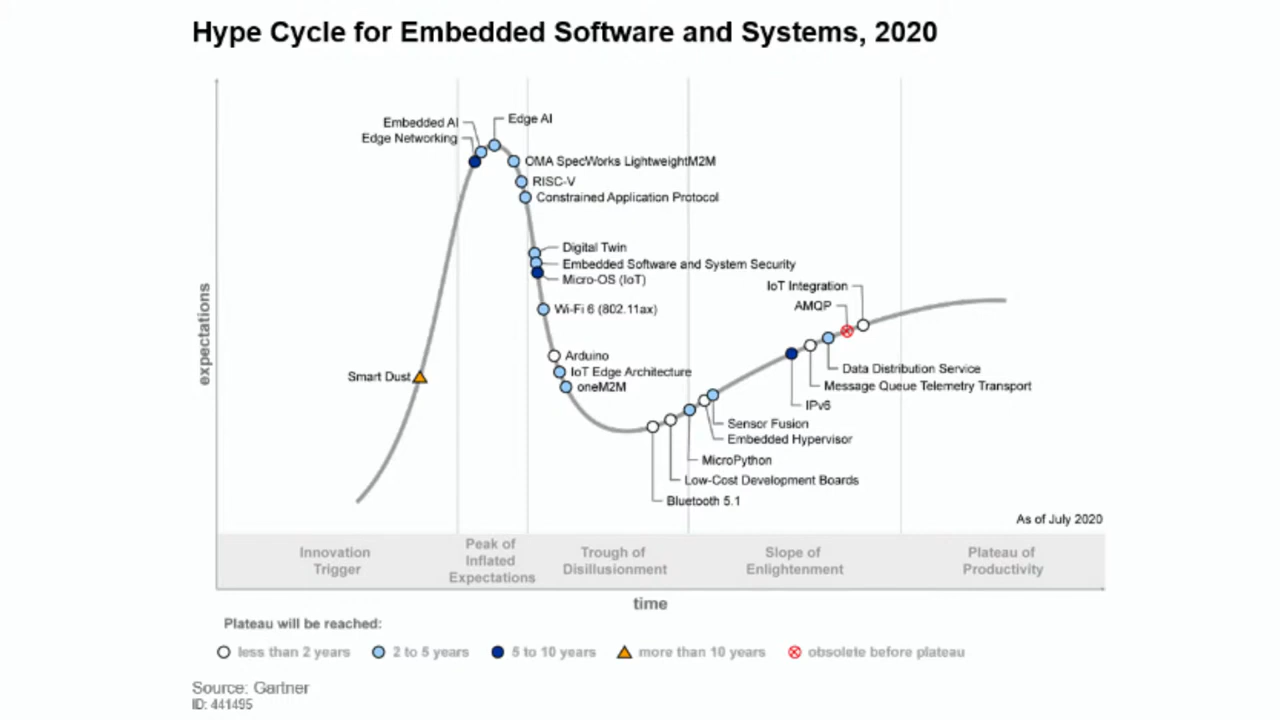 Hype Cycle for Embedded Software and Systems, 2020
expectations
Embedded AI
Edge AI
Edge Networking
OMA SpecWorks LightweightM2M
RISC-V
Constrained Application Protocol
Digital Twin
Embedded Software and System Security
Micro-OS (IoT)
IoT Integration
AMQP
Wi-Fi 6 (802.11ax)
Arduino
IoT Edge Architecture
Smart Dust
oneM2M
Data Distribution Service
Message Queue Telemetry Transport
IPv6
Sensor Fusion
Embedded Hypervisor
MicroPython
Low-Cost Development Boards
Bluetooth 5.1
As of July 2020
Innovation
Trigger
Peak of
Inflated
Expectations
Trough of
Disillusionment
Slope of
Enlightenment
Plateau of
Productivity
time
Plateau will be reached:
less than 2 years 2 to 5 years 5 to 10 years more than 10 years obsolete before plateau
Source: Gartner
ID: 441495